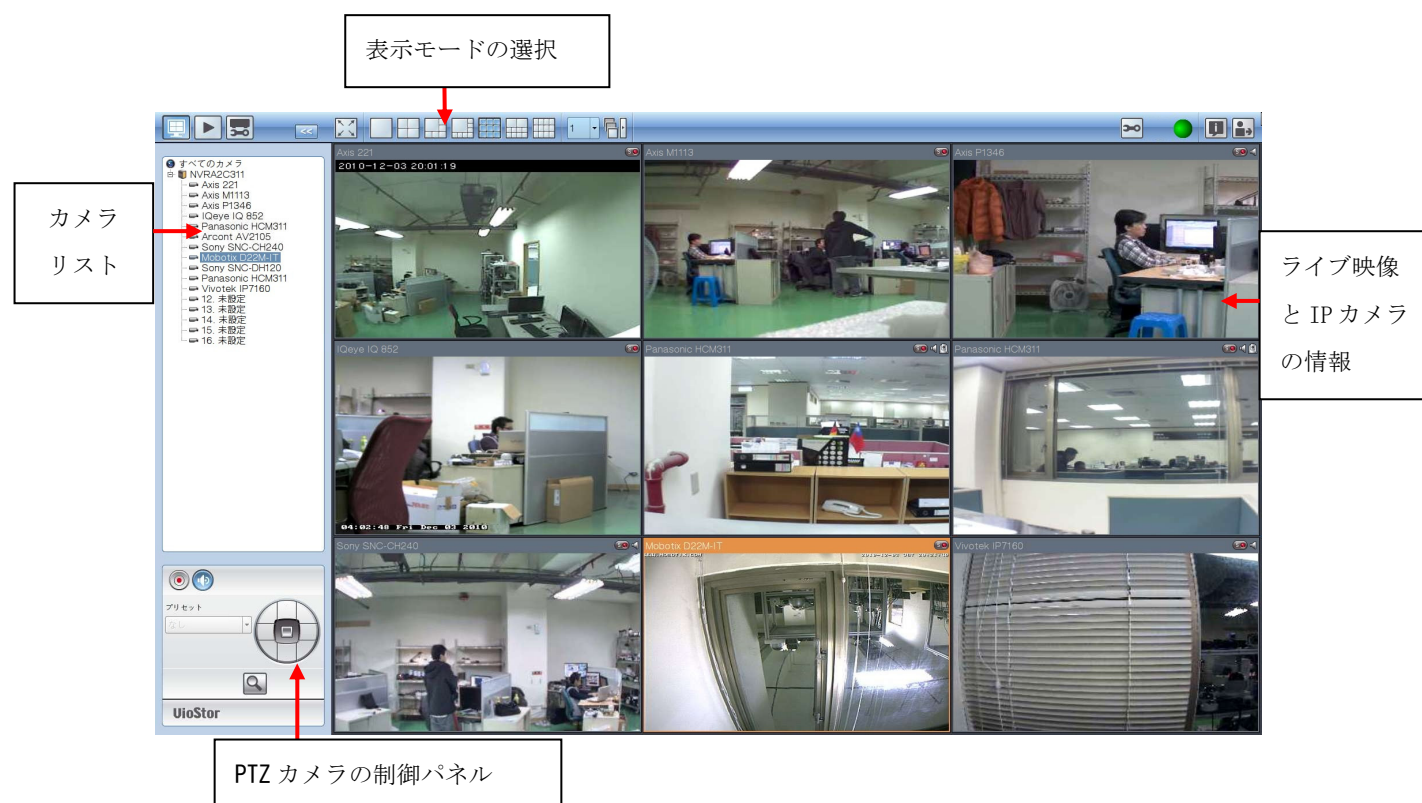 表示モードの選択
<<
1
カメラ
リスト
すべてのカメラ
NVRA2C311
Axis 221
Axis M1113
Axis P1346
IQeye IQ 852
Panasonic HCM311
Arcont AV2105
Sony SNC-CH240
Mobotix D22M-IT
Sony SNC-DH120
Panasonic HCM311
Vivotek IP7160
12. 未設定
13. 未設定
14. 未設定
15. 未設定
16. 未設定
プリセット
なし
VioStor
Axis 221
2010-12-03 20:01:19
Axis M1113
Axis P1346
IQeye IQ 852
04:02:48 Fri Dec 03 2010
Panasonic HCM311
Panasonic HCM311
Sony SNC-CH240
Mobotix D22M-IT
Vivotek IP7160
ライブ映像
と IP カメラ
の情報
PTZ カメラの制御パネル